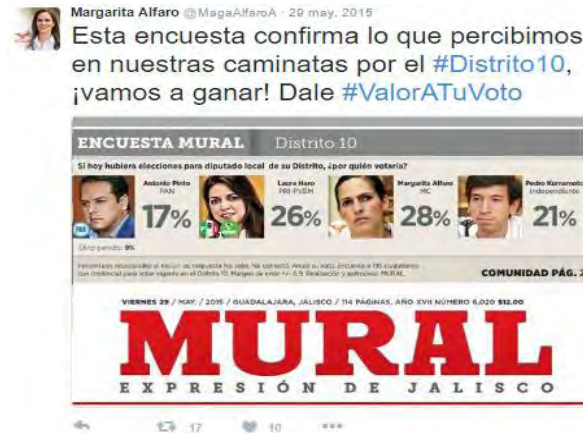 Margarita Alfaro @MagaAlfaroA · 29 may. 2015
Esta encuesta confirma lo que percibimos
en nuestras caminatas por el #Distrito10,
¡vamos a ganar! Dale #ValorATuVoto
ENCUESTA MURAL Distrito 10
Si hoy hubiera elecciones para diputado local de su Distrito, ¿por quién votaría?
Antonio Pinto
PAN
17%
Laura Haro
PRI-PVEM
26%
Margarita Alfaro
MC
28%
Pedro Kumamoto
Independiente
21%
Otro partido: 8%
COMUNIDAD PÁG. 2
VIERNES 29 / MAY. / 2015 / GUADALAJARA, JALISCO / 114 PÁGINAS, AÑO XVII NÚMERO 6,020 $12.00
MURAL
EXPRESIÓN DE JALISCO
17 10